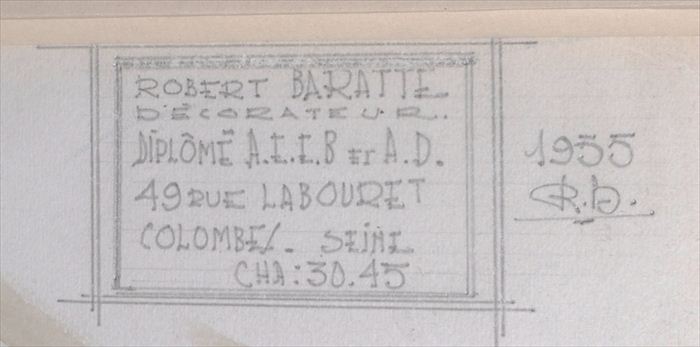 ROBERT BARATTE
DÉCORATEUR.
DIPLÔMÉ A.E.E.B ET A.D.
49 RUE LABOURET
COLOMBES. SEINE
CHA: 30.45
1955
R.B.